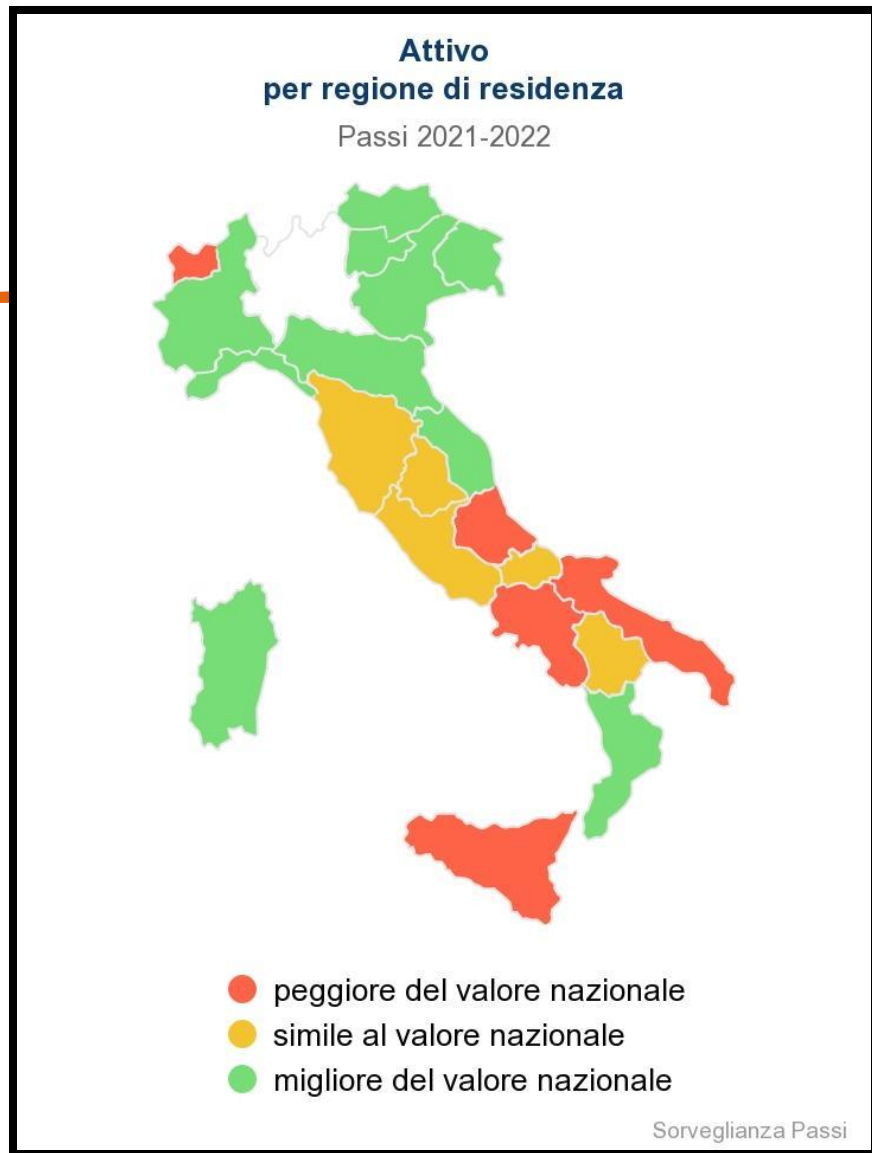 Attivo
per regione di residenza
Passi 2021-2022
peggiore del valore nazionale
simile al valore nazionale
migliore del valore nazionale
Sorveglianza Passi